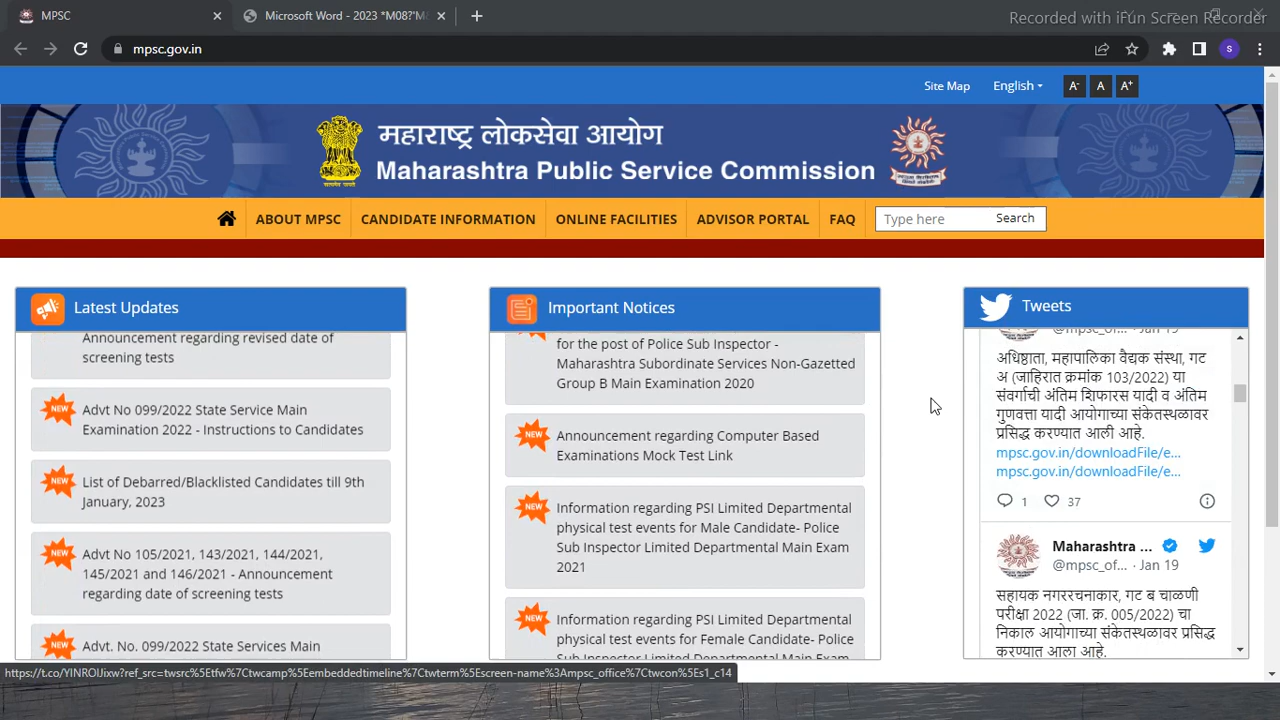 MPSC
Microsoft Word - 2023 *M08?'M&
Recorded with iFun Screen Recorder
mpsc.gov.in
S
Site Map
English
A-
A
A+
महाराष्ट्र लोकसेवा आयोग
Maharashtra Public Service Commission
ABOUT MPSC
CANDIDATE INFORMATION
ONLINE FACILITIES
ADVISOR PORTAL
FAQ
Type here
Search
Latest Updates
Announcement regarding revised date of
screening tests
NEW
Advt No 099/2022 State Service Main
Examination 2022 - Instructions to Candidates
NEW
List of Debarred/Blacklisted Candidates till 9th
January, 2023
NEW
Advt No 105/2021, 143/2021, 144/2021,
145/2021 and 146/2021 - Announcement
regarding date of screening tests
NEW
Advt. No. 099/2022 State Services Main
Important Notices
for the post of Police Sub Inspector -
Maharashtra Subordinate Services Non-Gazetted
Group B Main Examination 2020
NEW
Announcement regarding Computer Based
Examinations Mock Test Link
NEW
Information regarding PSI Limited Departmental
physical test events for Male Candidate- Police
Sub Inspector Limited Departmental Main Exam
2021
NEW
Information regarding PSI Limited Departmental
physical test events for Female Candidate- Police
Sub Inspector Limited Departmental Main
Tweets
@mpsc_of... · Jan 19
अधिष्ठाता, महापालिका वैद्यक संस्था, गट
अ (जाहिरात क्रमांक 103/2022) या
संवर्गाची अंतिम शिफारस यादी व अंतिम
गुणवत्ता यादी आयोगाच्या संकेतस्थळावर
प्रसिद्ध करण्यात आली आहे.
mpsc.gov.in/downloadFile/e...
mpsc.gov.in/downloadFile/e...
1
37
Maharashtra ...
@mpsc_of... · Jan 19
सहायक नगररचनाकार, गट ब चाळणी
परीक्षा 2022 (जा. क्र. 005/2022) चा
निकाल आयोगाच्या संकेतस्थळावर प्रसिद्ध
करण्यात आला आहे.
https://t.co/YINROUixw?ref_src=twsrc%5Etfw%7Ctwcamp%5Eembeddedtimeline%7Ctwterm%5Escreen-name%3Ampsc_office%7Ctwcon%5Es1_c14